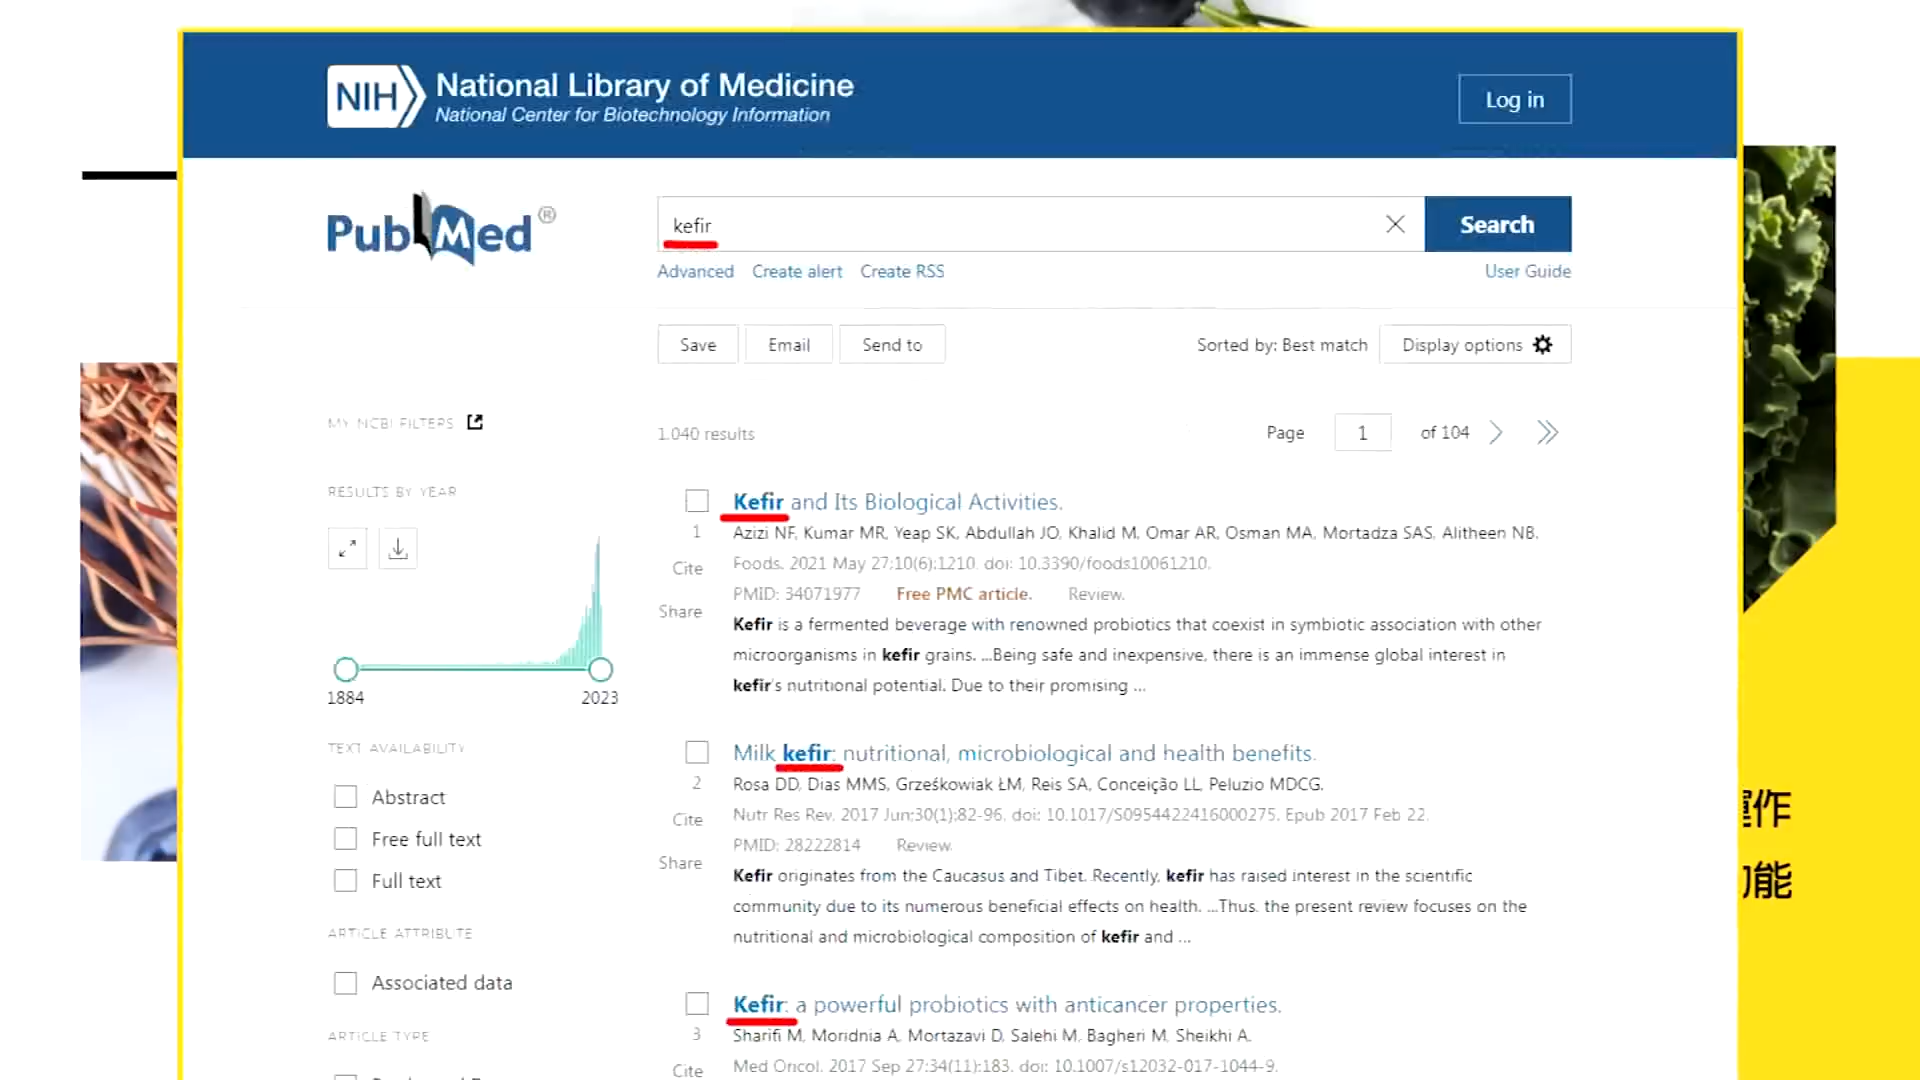 NIH National Library of Medicine
National Center for Biotechnology Information
Log in
PubMed®
kefir
Search
Advanced Create alert Create RSS
User Guide
Save Email Send to
Sorted by: Best match
Display options
MY NCBI FILTERS
1,040 results
Page 1 of 104
RESULTS BY YEAR
1884 2023
TEXT AVAILABILITY
Abstract
Free full text
Full text
ARTICLE ATTRIBUTE
Associated data
ARTICLE TYPE
Kefir and Its Biological Activities.
1
Azizi NF, Kumar MR, Yeap SK, Abdullah JO, Khalid M, Omar AR, Osman MA, Mortadza SAS, Alitheen NB.
Cite
Foods. 2021 May 27;10(6):1210. doi: 10.3390/foods10061210.
PMID: 34071977 Free PMC article. Review.
Share
Kefir is a fermented beverage with renowned probiotics that coexist in symbiotic association with other
microorganisms in kefir grains. ...Being safe and inexpensive, there is an immense global interest in
kefir's nutritional potential. Due to their promising ...
Milk kefir: nutritional, microbiological and health benefits.
2
Rosa DD, Dias MMS, Grześkowiak ŁM, Reis SA, Conceição LL, Peluzio MDCG.
Cite
Nutr Res Rev. 2017 Jun;30(1):82-96. doi: 10.1017/S0954422416000275. Epub 2017 Feb 22.
PMID: 28222814 Review.
Share
Kefir originates from the Caucasus and Tibet. Recently, kefir has raised interest in the scientific
community due to its numerous beneficial effects on health. ...Thus, the present review focuses on the
nutritional and microbiological composition of kefir and ...
Kefir: a powerful probiotics with anticancer properties.
3
Sharifi M, Moridnia A, Mortazavi D, Salehi M, Bagheri M, Sheikhi A.
Cite
Med Oncol. 2017 Sep 27;34(11):183. doi: 10.1007/s12032-017-1044-9.
作
能